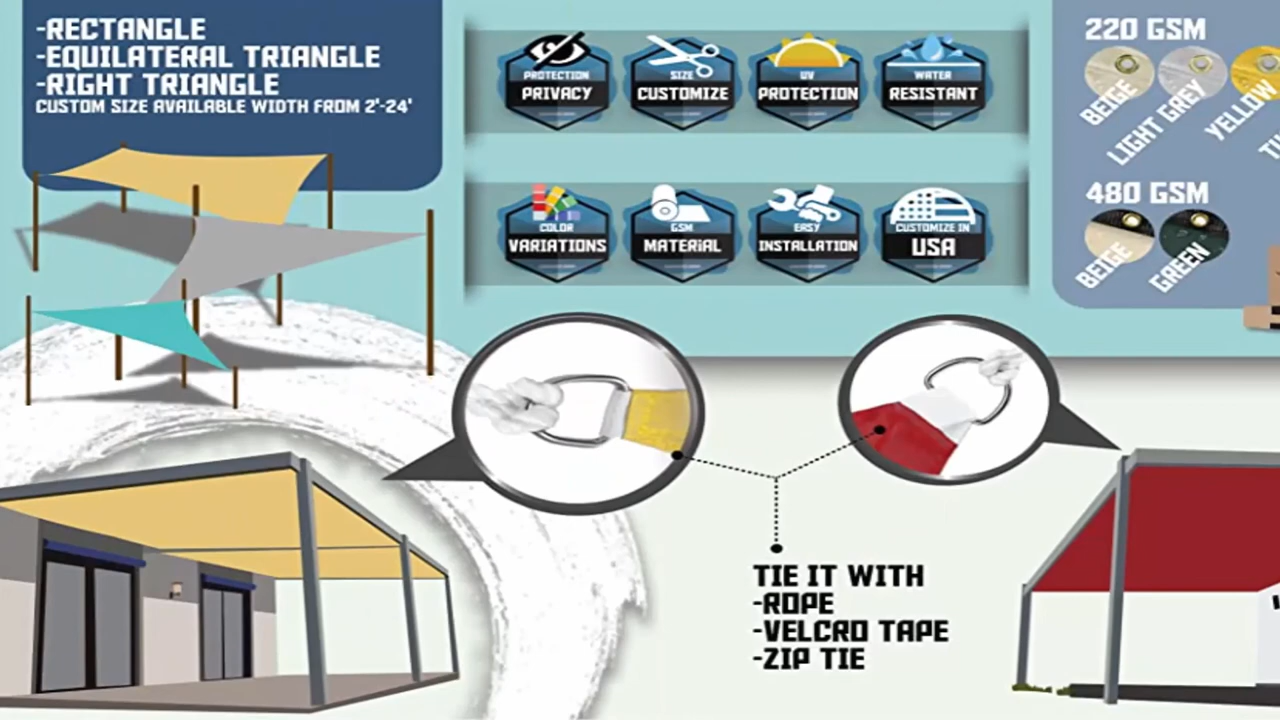 -RECTANGLE
-EQUILATERAL TRIANGLE
-RIGHT TRIANGLE
CUSTOM SIZE AVAILABLE WIDTH FROM 2'-24'
PROTECTION
PRIVACY
SIZE
CUSTOMIZE
UV
PROTECTION
WATER
RESISTANT
COLOR
VARIATIONS
GSM
MATERIAL
EASY
INSTALLATION
CUSTOMIZE IN
USA
220 GSM
BEIGE
LIGHT GREY
YELLOW
480 GSM
BEIGE
GREEN
TIE IT WITH
-ROPE
-VELCRO TAPE
-ZIP TIE